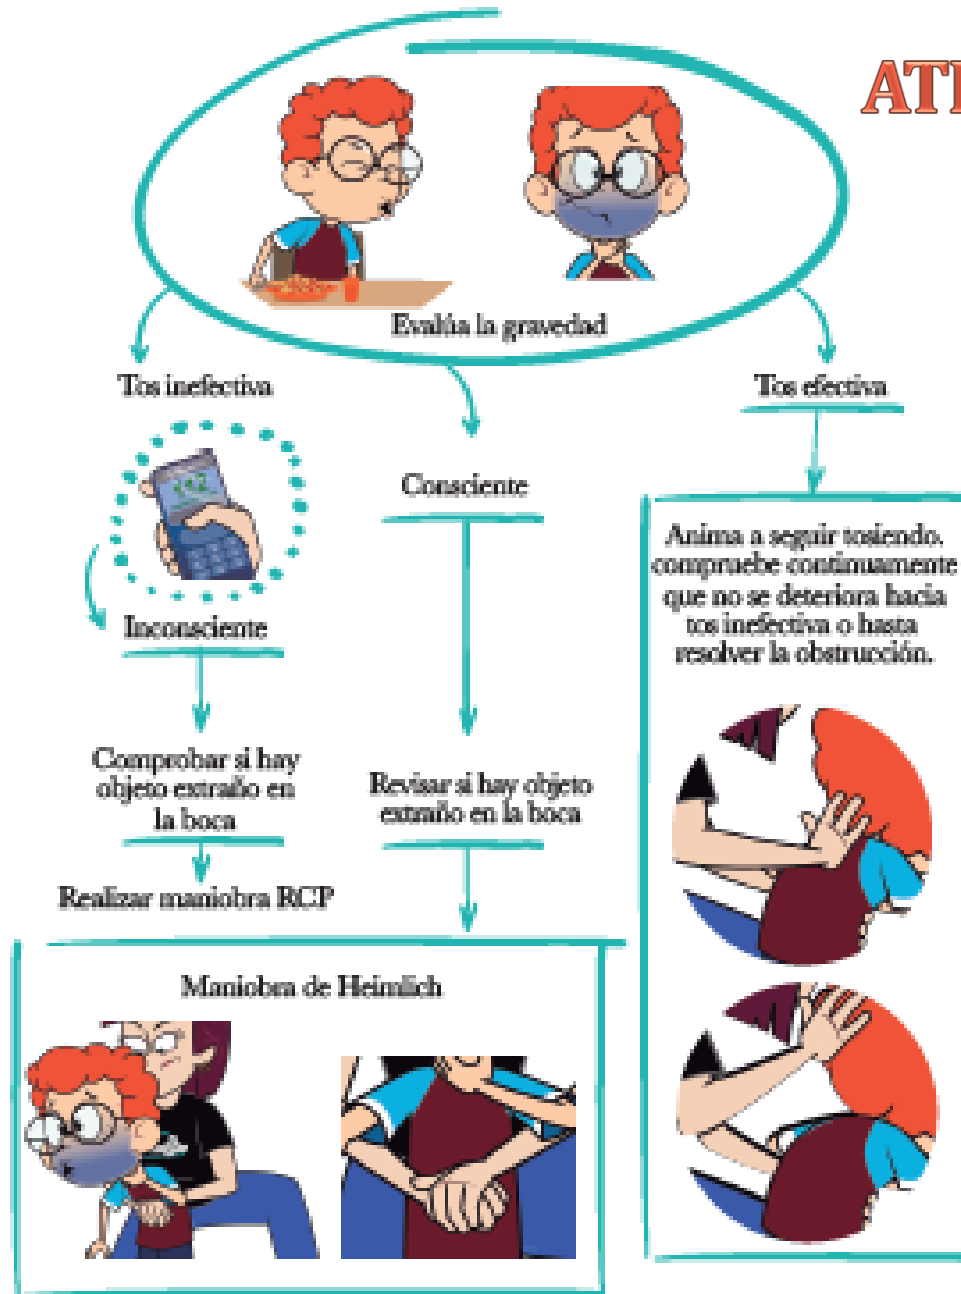 ATI
Evalúa la gravedad
Tos inefectiva
112
Inconsciente
Comprobar si hay
objeto extraño en
la boca
Realizar maniobra RCP
Consciente
Revisar si hay objeto
extraño en la boca
Maniobra de Heimlich
Tos efectiva
Anima a seguir tosiendo.
compruebe continuamente
que no se deteriora hacia
tos inefectiva o hasta
resolver la obstrucción.